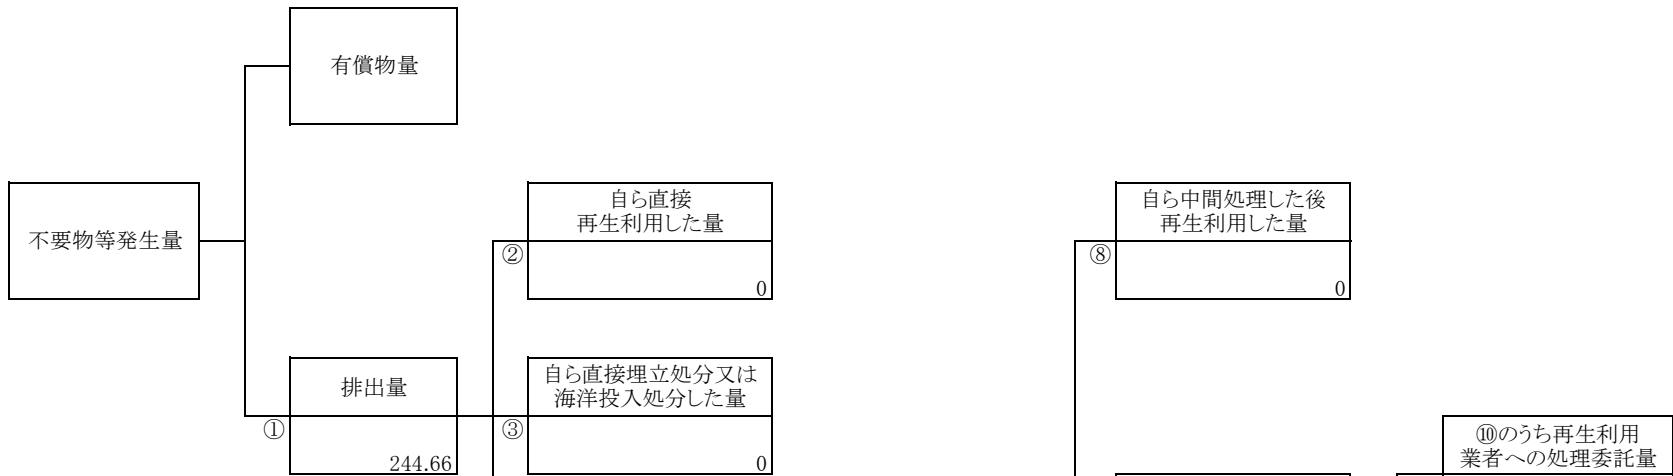 有償物量
不要物等発生量
自ら直接
再生利用した量
②
0
自ら中間処理した後
再生利用した量
⑧
0
排出量
①
244.66
自ら直接埋立処分又は
海洋投入処分した量
③
0
⑩のうち再生利用
業者への処理委託量